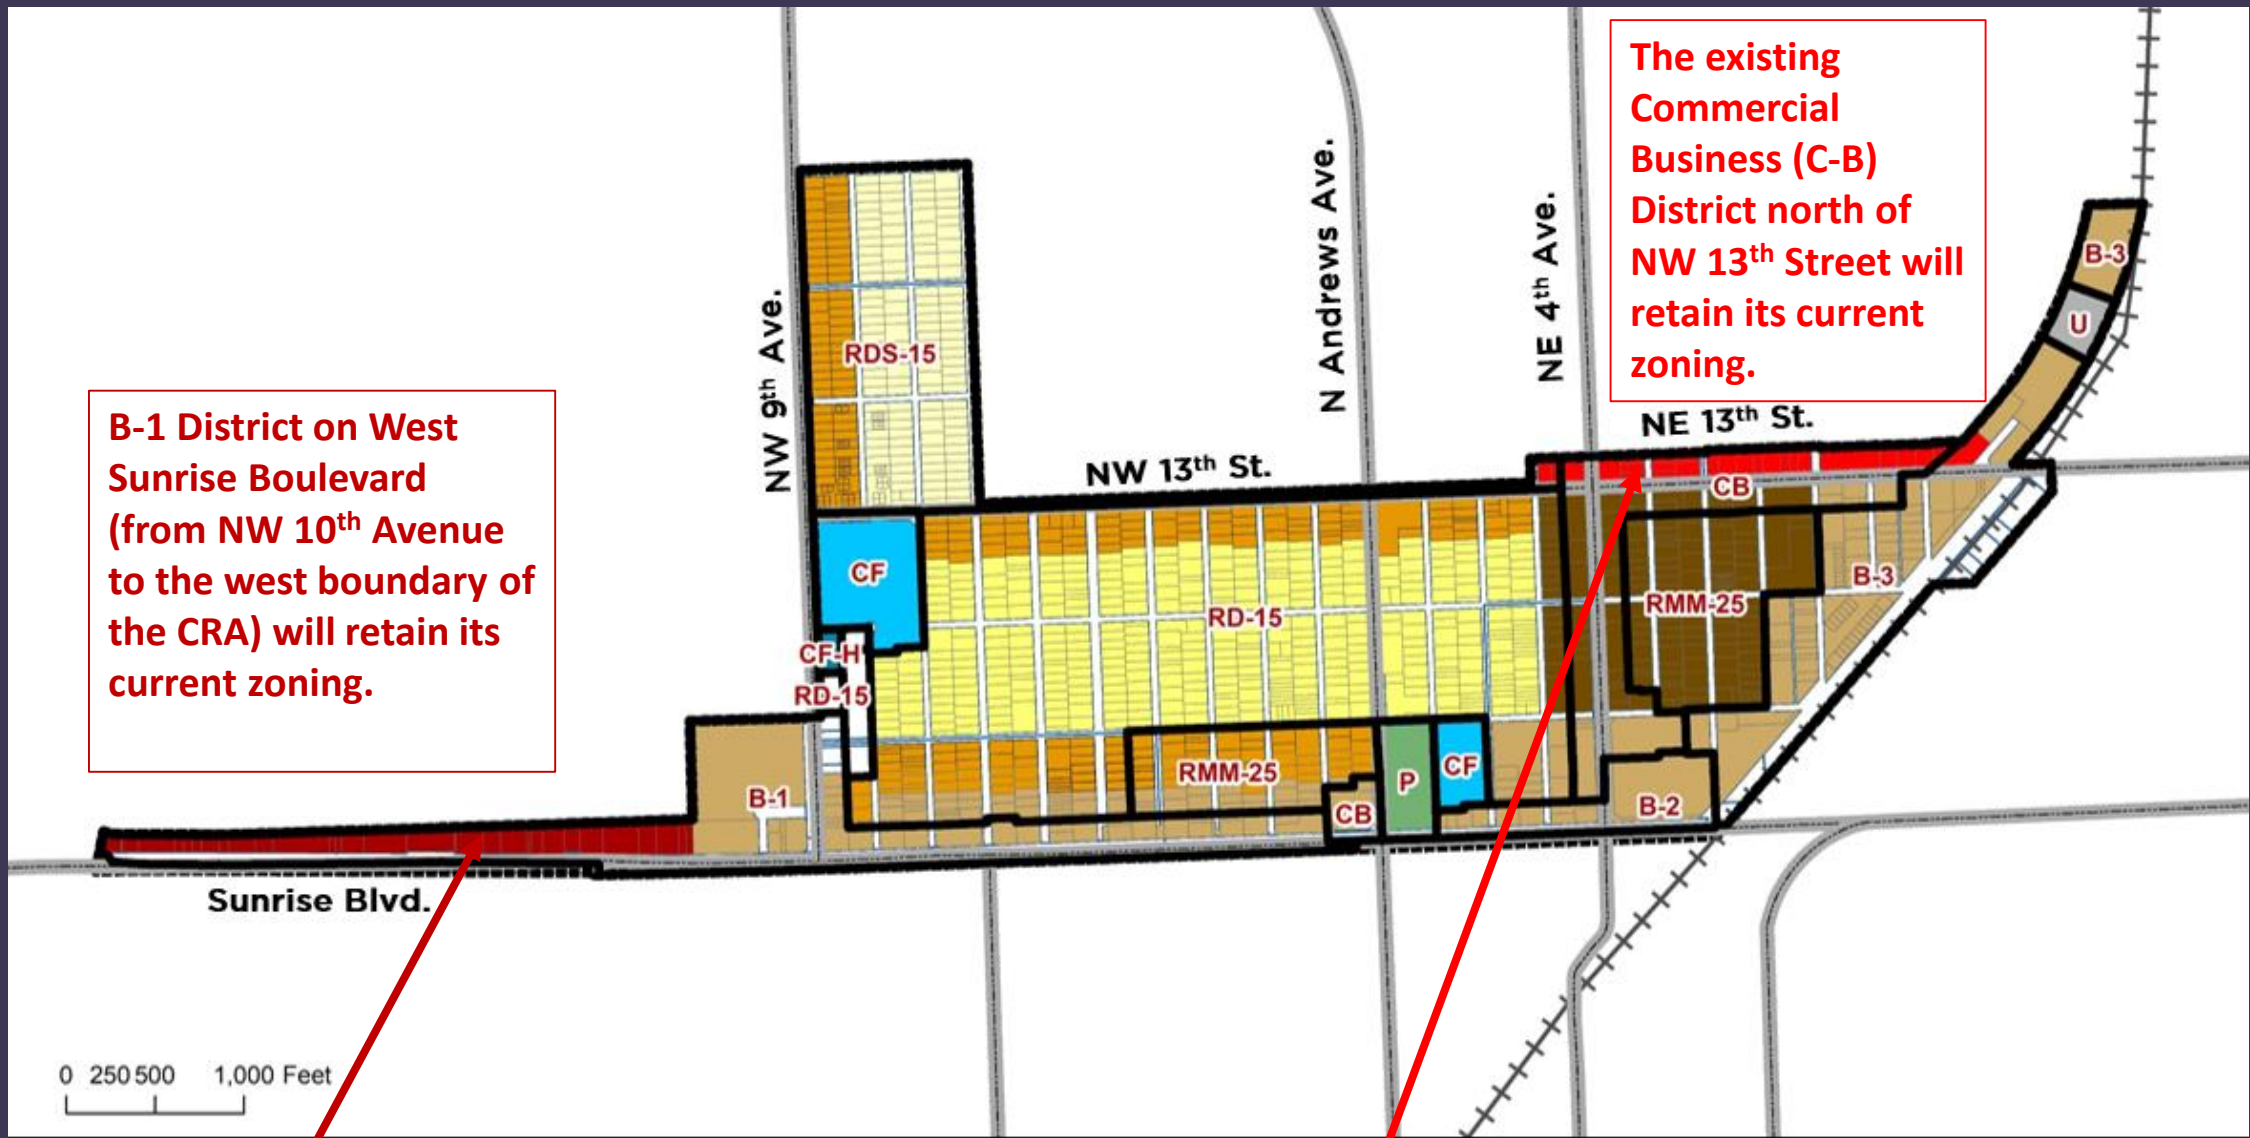 The existing
Commercial
Business (C-B)
District north of
NW 13th Street will
retain its current
zoning.
B-1 District on West
Sunrise Boulevard
(from NW 10th Avenue
to the west boundary of
the CRA) will retain its
current zoning.
NW 9th Ave.
N Andrews Ave.
NE 4th Ave.
NE 13th St.
NW 13th St.
Sunrise Blvd.
B-3
U
RDS-15
CB
CF
B-3
RMM-25
RD-15
CF-H
RD-15
RMM-25
P
CF
B-1
CB
B-2
0 250 500 1,000 Feet